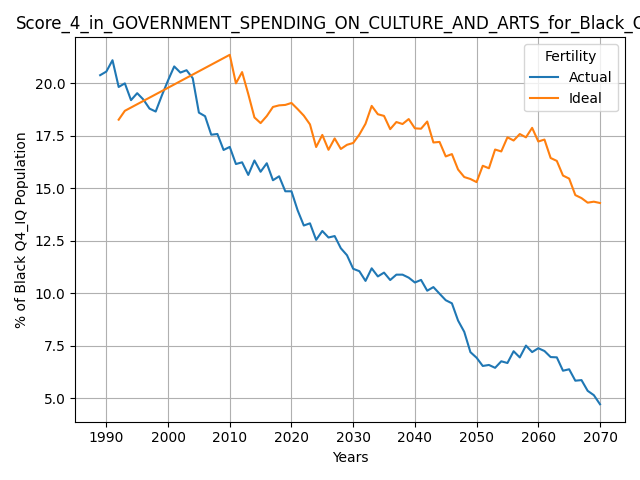 Score_4_in_GOVERNMENT_SPENDING_ON_CULTURE_AND_ARTS_for_Black_
Fertility
Actual
Ideal
% of Black Q4_IQ Population
20.0
17.5
15.0
12.5
10.0
7.5
5.0
1990 2000 2010 2020 2030 2040 2050 2060 2070
Years